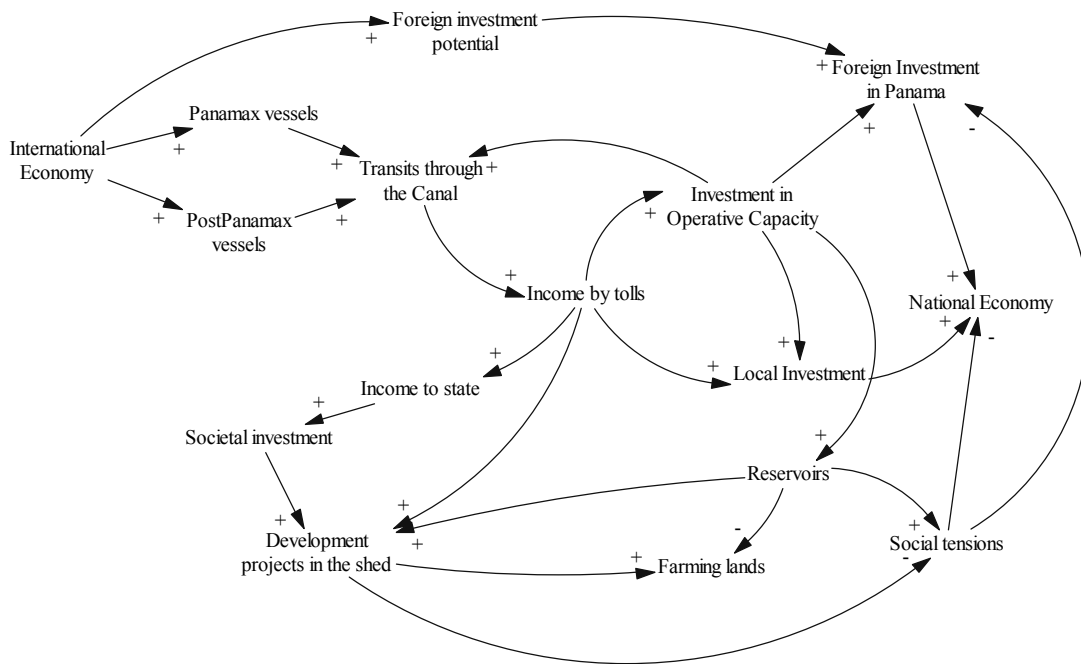 Foreign investment
potential
+
+
Foreign Investment
in Panama
+
-
Panamax vessels
+
International
Economy
+
Transits through
the Canal
+
+
PostPanamax
vessels
+
+
Investment in
Operative Capacity
+
Income by tolls
+
National Economy
+
+
-
Local Investment
+
+
Income to state
+
Societal investment
+
Reservoirs
+
Development
projects in the shed
+
+
+
Farming lands
+
-
Social tensions
+
-